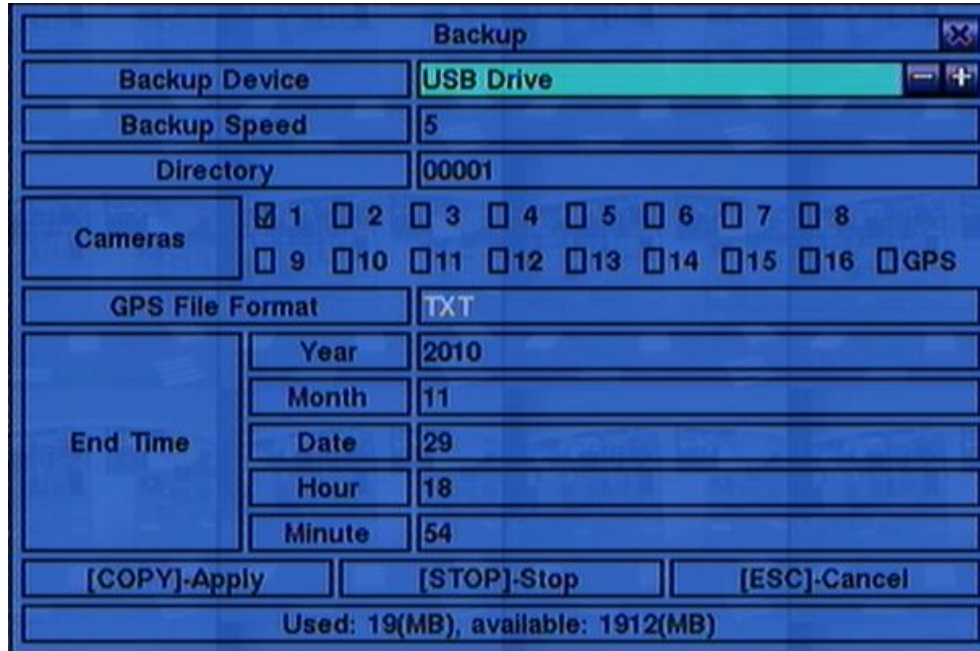 Backup
Backup Device USB Drive
Backup Speed 5
Directory 00001
Cameras
1 2 3 4 5 6 7 8
9 10 11 12 13 14 15 16 GPS
GPS File Format TXT
End Time
Year 2010
Month 11
Date 29
Hour 18
Minute 54
[COPY]-Apply [STOP]-Stop [ESC]-Cancel
Used: 19(MB), available: 1912(MB)